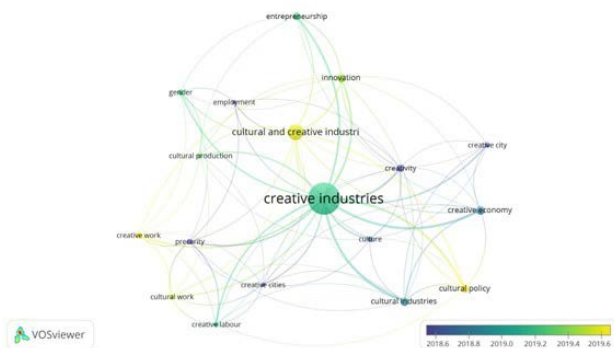 entrepreneurship
innovation
gender
employment
cultural and creative industri
creative city
cultural production
creativity
creative industries
creative economy
creative work
precarity
culture
creative cities
cultural policy
cultural work
cultural industries
creative labour
VOSviewer
2018.6 2018.8 2019.0 2019.2 2019.4 2019.6